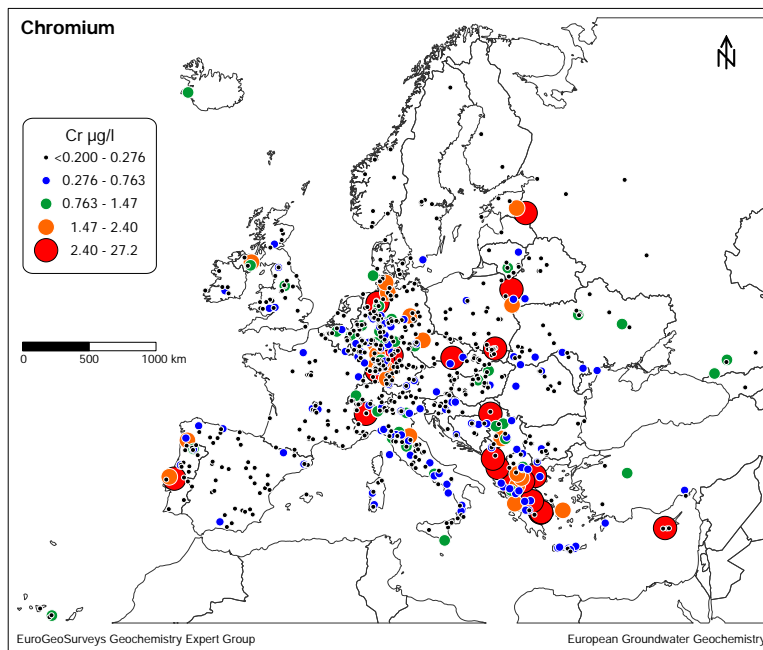 Chromium
N
Cr µg/l
<0.200 - 0.276
0.276 - 0.763
0.763 - 1.47
1.47 - 2.40
2.40 - 27.2
0 500 1000 km
EuroGeoSurveys Geochemistry Expert Group
European Groundwater Geochemistry